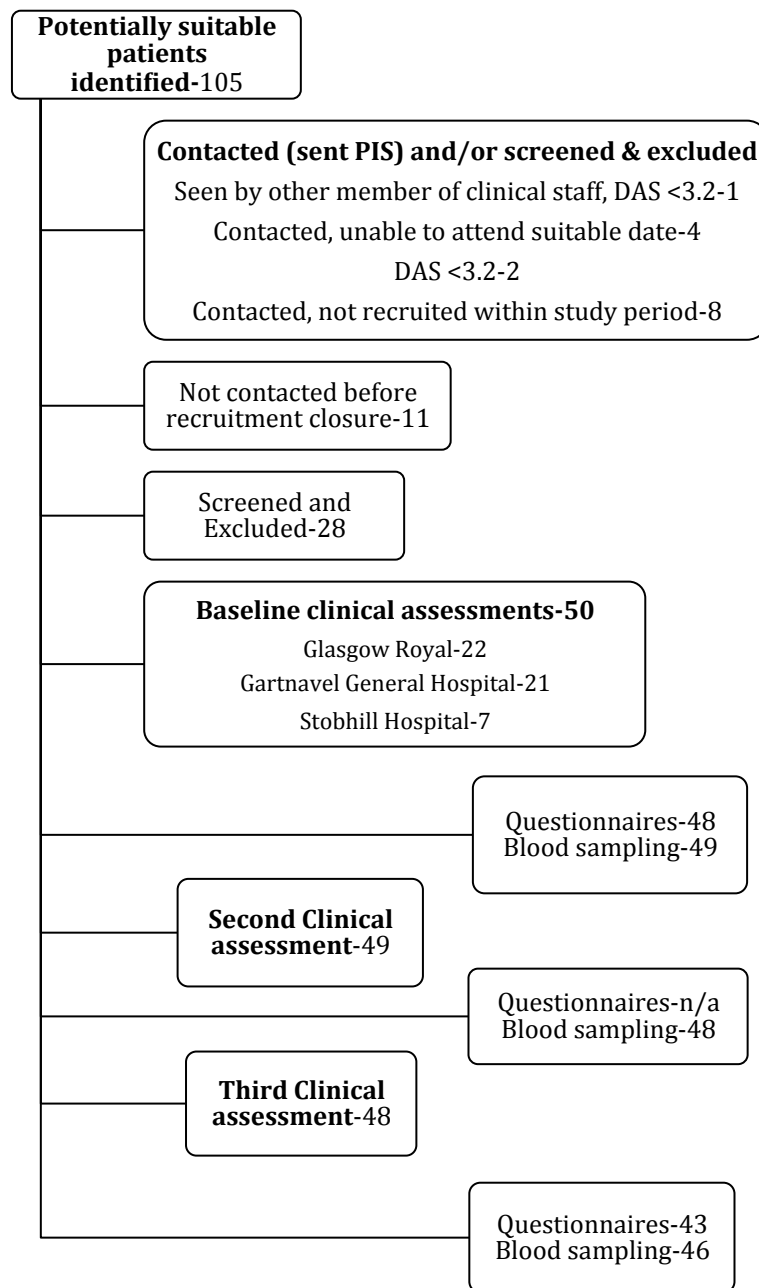 Potentially suitable
patients
identified-105
Contacted (sent PIS) and/or screened & excluded
Seen by other member of clinical staff, DAS <3.2-1
Contacted, unable to attend suitable date-4
DAS <3.2-2
Contacted, not recruited within study period-8
Not contacted before
recruitment closure-11
Screened and
Excluded-28
Baseline clinical assessments-50
Glasgow Royal-22
Gartnavel General Hospital-21
Stobhill Hospital-7
Questionnaires-48
Blood sampling-49
Second Clinical
assessment-49
Questionnaires-n/a
Blood sampling-48
Third Clinical
assessment-48
Questionnaires-43
Blood sampling-46